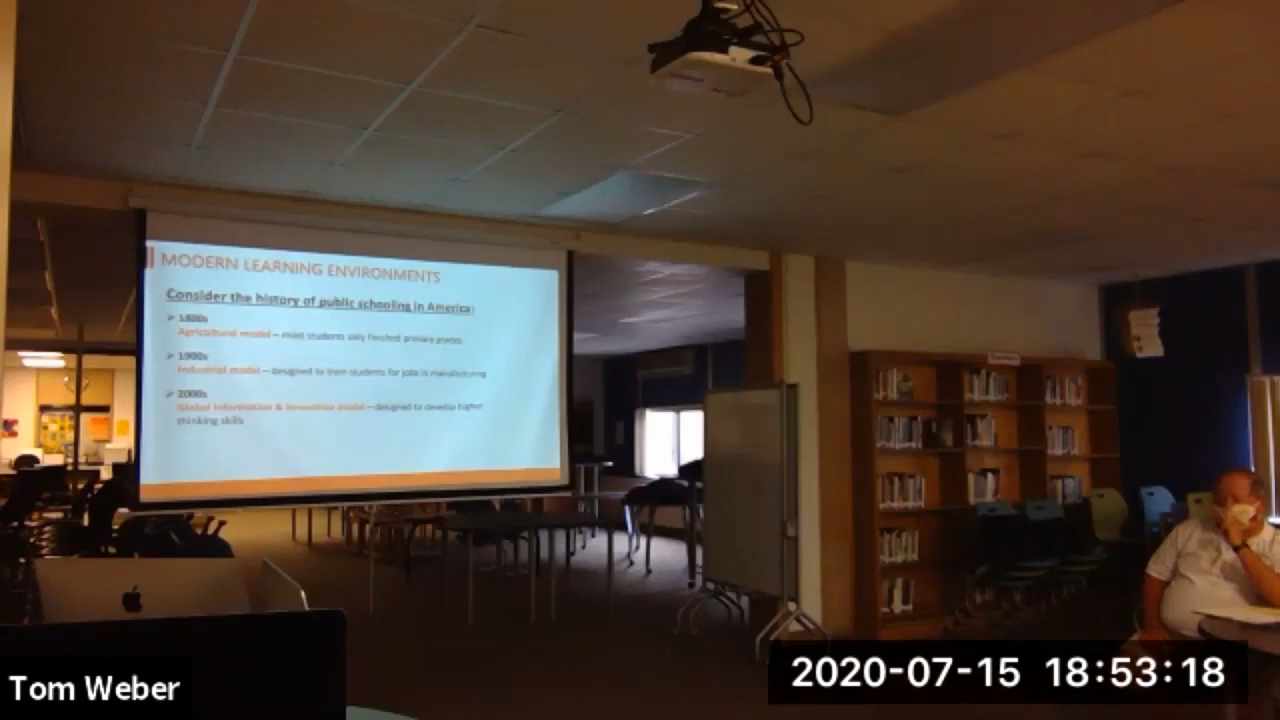 MODERN LEARNING ENVIRONMENTS
Consider the history of public schooling in America:
➢ 1800s
Agricultural model – most students only finished primary grades
➢ 1900s
Industrial model – designed to train students for jobs in manufacturing
➢ 2000s
Global Information & Innovation model – designed to develop higher
thinking skills
Tom Weber
2020-07-15 18:53:18